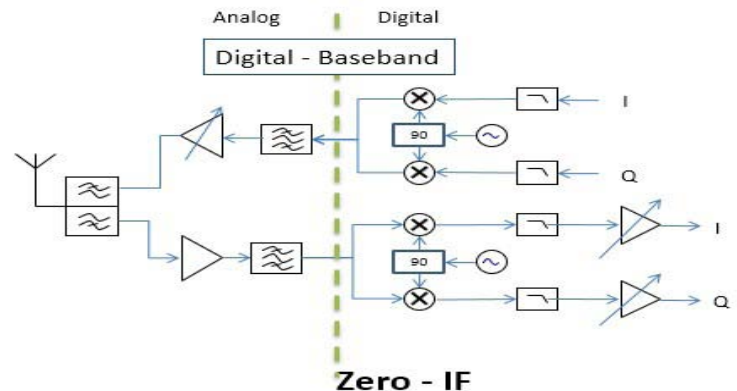 Analog Digital
Digital - Baseband
I
90
Q
I
90
Q
Zero - IF